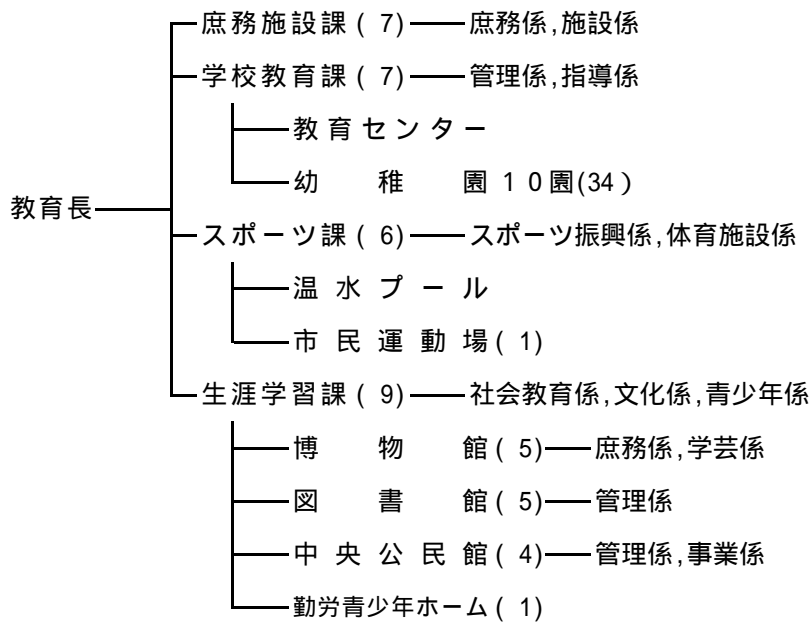 庶務施設課( 7) 庶務係,施設係
学校教育課( 7) 管理係,指導係
教育センター
幼稚園10園(34)
教育長
スポーツ課( 6) スポーツ振興係,体育施設係
温水プール
市民運動場( 1)
生涯学習課( 9) 社会教育係,文化係,青少年係
博物館( 5) 庶務係,学芸係
図書館( 5) 管理係
中央公民館( 4) 管理係,事業係
勤労青少年ホーム( 1)